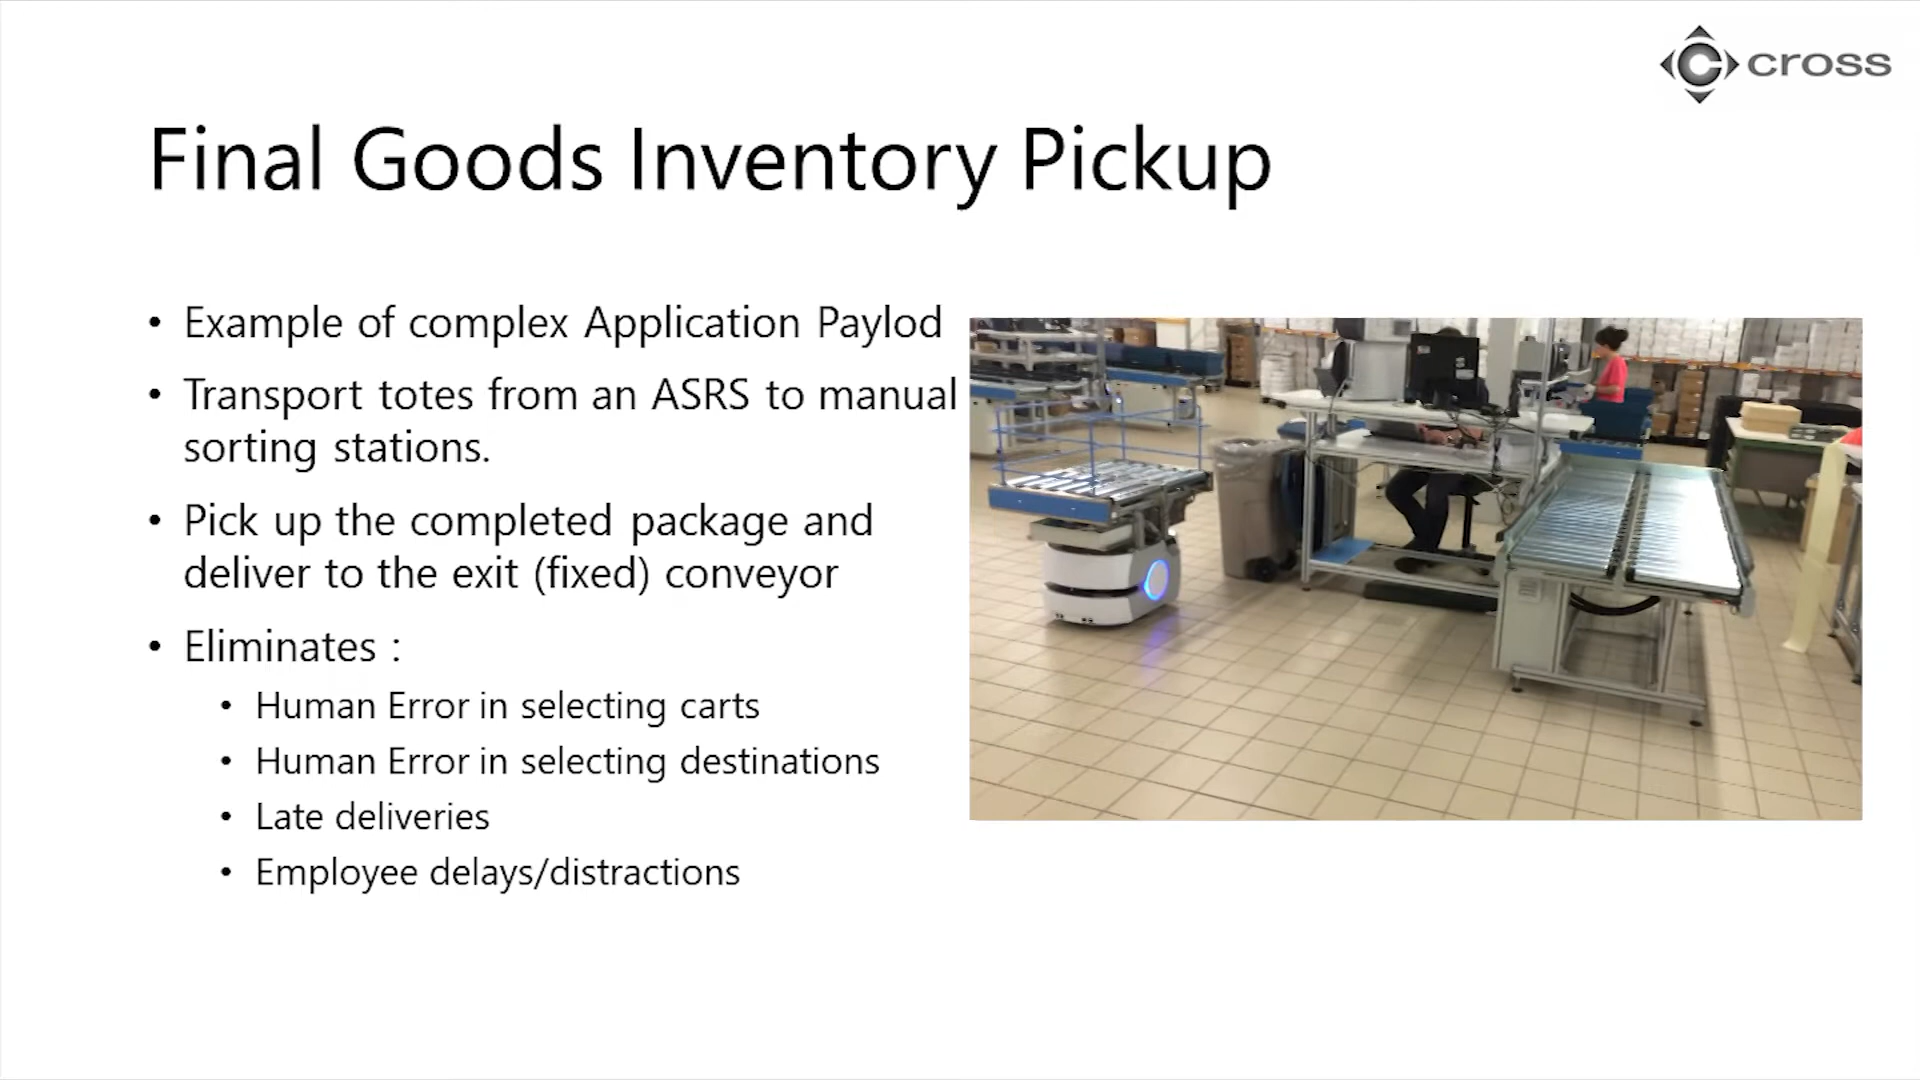 cross
Final Goods Inventory Pickup
• Example of complex Application Paylod
• Transport totes from an ASRS to manual
sorting stations.
• Pick up the completed package and
deliver to the exit (fixed) conveyor
• Eliminates :
• Human Error in selecting carts
• Human Error in selecting destinations
• Late deliveries
• Employee delays/distractions